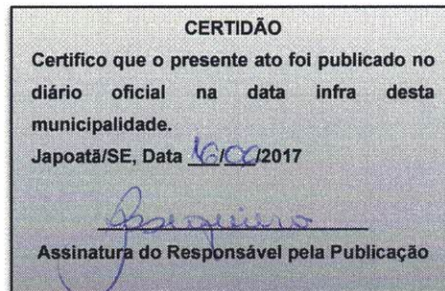 CERTIDÃO
Certifico que o presente ato foi publicado no
diário oficial na data infra desta
municipalidade.
Japoatã/SE, Data 16/ /2017
Assinatura do Responsável pela Publicação